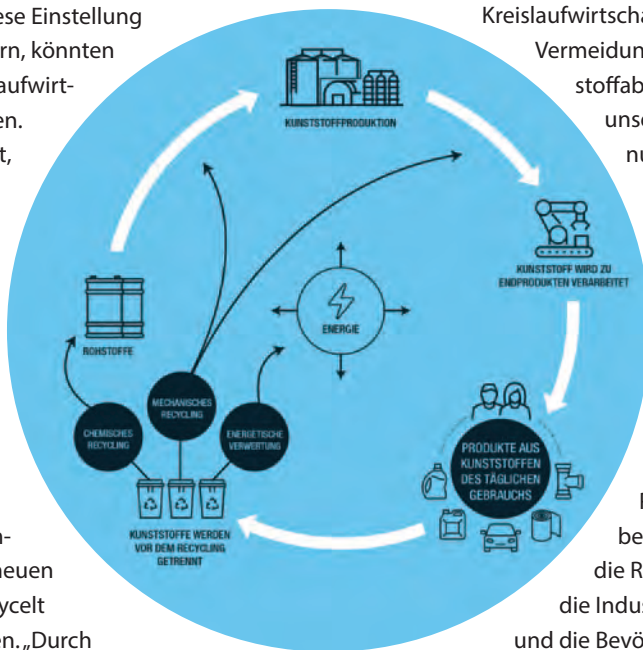 ese Einstellung
rn, könnten
aufwirt-
en.
t,
Kreislaufwirtscha
Vermeidun
stoffab
unse
nu
KUNSTSTOFFPRODUKTION
KUNSTSTOFF WIRD ZU
ENDPRODUKTEN VERARBEITET
ROHSTOFFE
ENERGIE
MECHANISCHES
RECYCLING
CHEMISCHES
RECYCLING
ENERGETISCHE
VERWERTUNG
PRODUKTE AUS
KUNSTSTOFFEN
DES TÄGLICHEN
GEBRAUCHS
KUNSTSTOFFE WERDEN
VOR DEM RECYCLING
GETRENNT
n-
neuen
ycelt
en. „Durch
be
die R
die Indus
und die Bevö